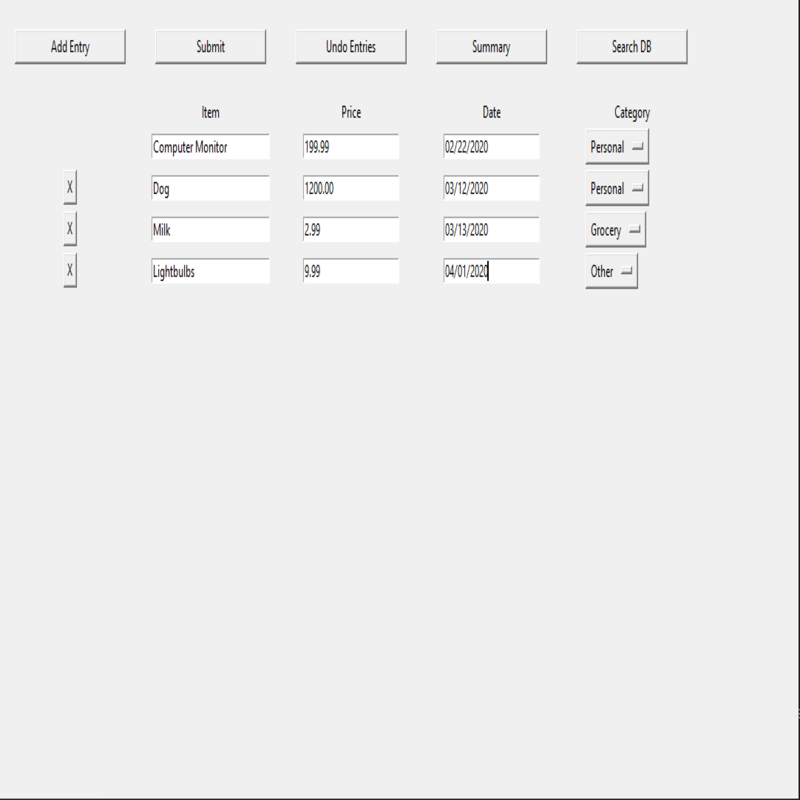 Add Entry Submit Undo Entries Summary Search DB
Item Price Date Category
Computer Monitor 199.99 02/22/2020 Personal
X Dog 1200.00 03/12/2020 Personal
X Milk 2.99 03/13/2020 Grocery
X Lightbulbs 9.99 04/01/2020 Other